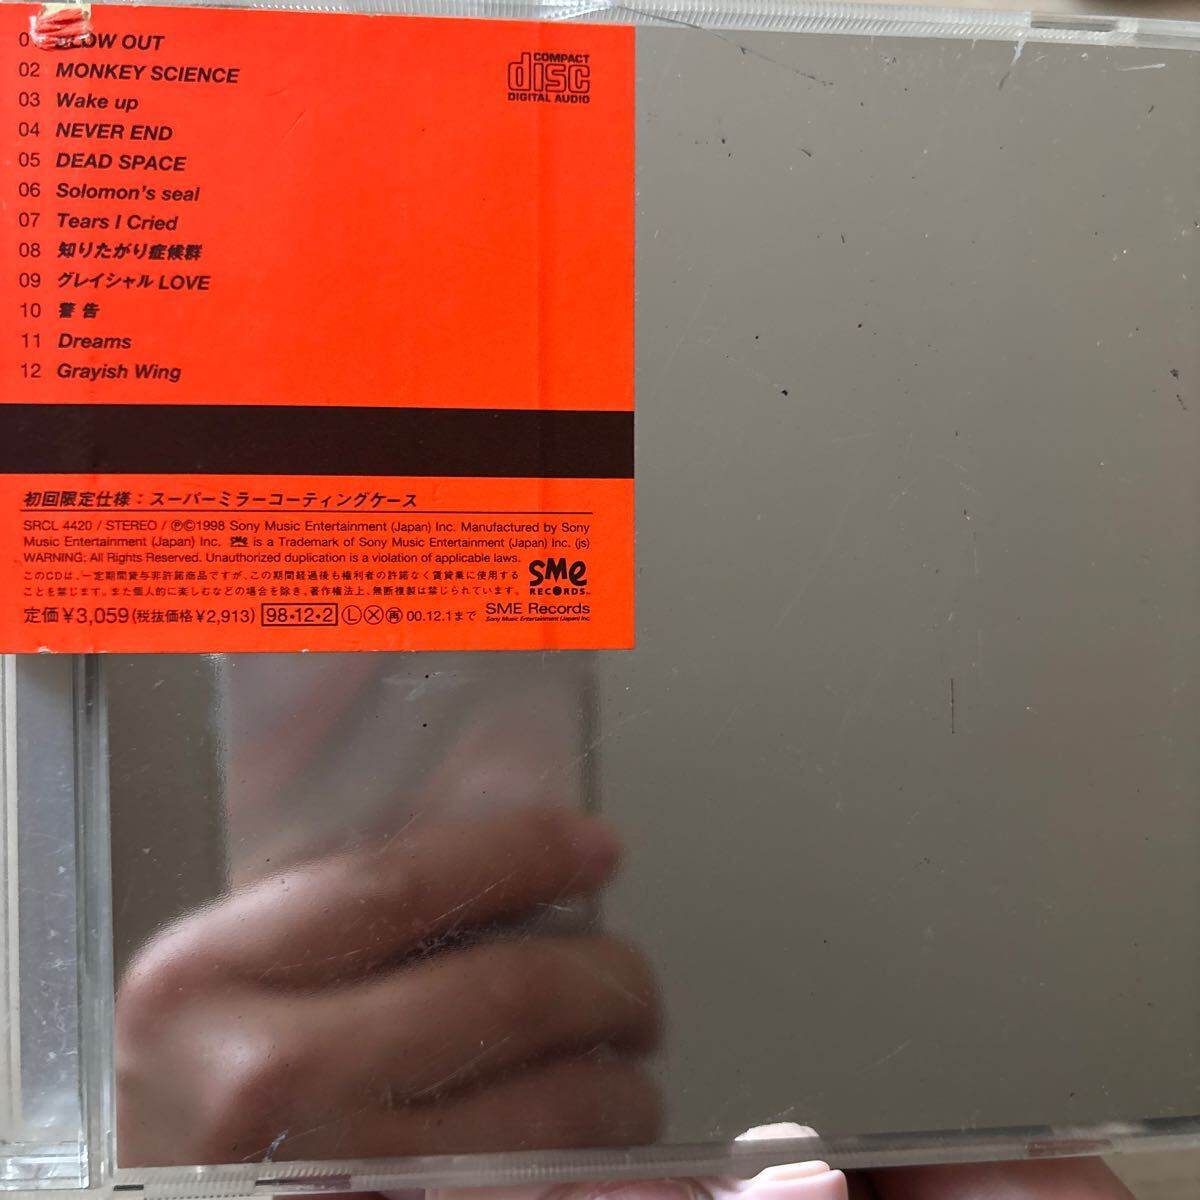 01 BLOW OUT
COMPACT
disc
DIGITAL AUDIO
02 MONKEY SCIENCE
03 Wake up
04 NEVER END
05 DEAD SPACE
06 Solomon's seal
07 Tears I Cried
08 知りたがり症候群
09 グレイシャル LOVE
10 警告
11 Dreams
12 Grayish Wing
初回限定仕様：スーパーミラーコーティングケース
SRCL 4420 / STEREO / ℗©1998 Sony Music Entertainment (Japan) Inc. Manufactured by Sony
Music Entertainment (Japan) Inc. SMe is a Trademark of Sony Music Entertainment (Japan) Inc. (js)
WARNING: All Rights Reserved. Unauthorized duplication is a violation of applicable laws.
このCDは、一定期間貸与非許諾商品ですが、この期間経過後も権利者の許諾なく賃貸業に使用する
ことを禁じます。また個人的に楽しむなどの場合を除き、著作権法上、無断複製は禁じられています。
SMe
RECORDS
定価¥3,059(税抜価格¥2,913) 98・12・2 Ⓛ Ⓧ 再 00.12.1まで
SME Records
Sony Music Entertainment (Japan) Inc.